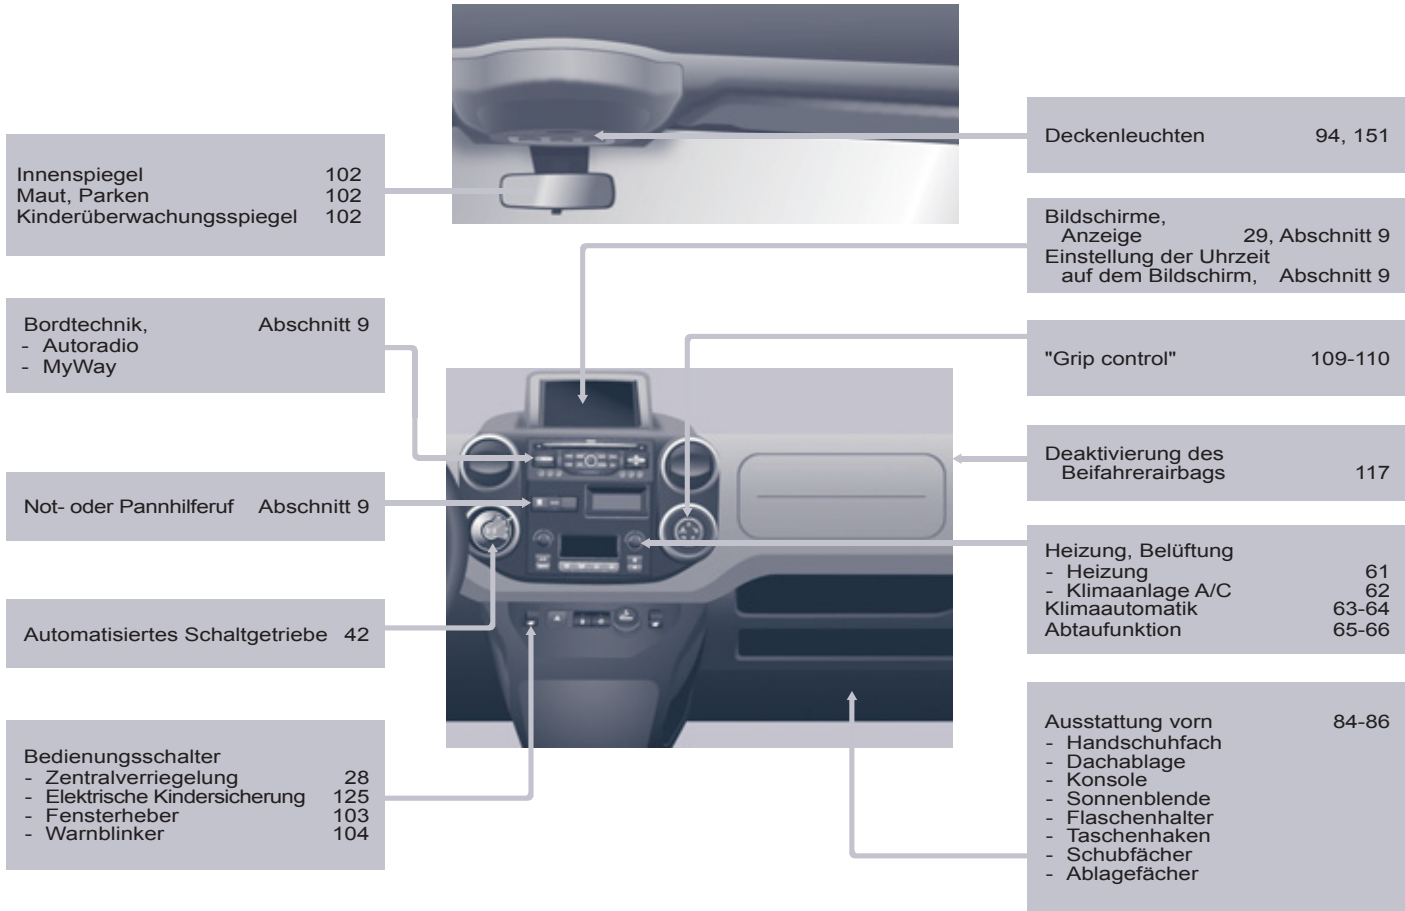 Innenspiegel 102
Maut, Parken 102
Kinderüberwachungsspiegel 102
Bordtechnik, Abschnitt 9
- Autoradio
- MyWay
Not- oder Pannhilferuf Abschnitt 9
Automatisiertes Schaltgetriebe 42
Bedienungsschalter
- Zentralverriegelung 28
- Elektrische Kindersicherung 125
- Fensterheber 103
- Warnblinker 104
Deckenleuchten 94, 151
Bildschirme,
Anzeige 29, Abschnitt 9
Einstellung der Uhrzeit
auf dem Bildschirm, Abschnitt 9
"Grip control" 109-110
Deaktivierung des
Beifahrerairbags 117
Heizung, Belüftung
- Heizung 61
- Klimaanlage A/C 62
Klimaautomatik 63-64
Abtaufunktion 65-66
Ausstattung vorn 84-86
- Handschuhfach
- Dachablage
- Konsole
- Sonnenblende
- Flaschenhalter
- Taschenhaken
- Schubfächer
- Ablagefächer